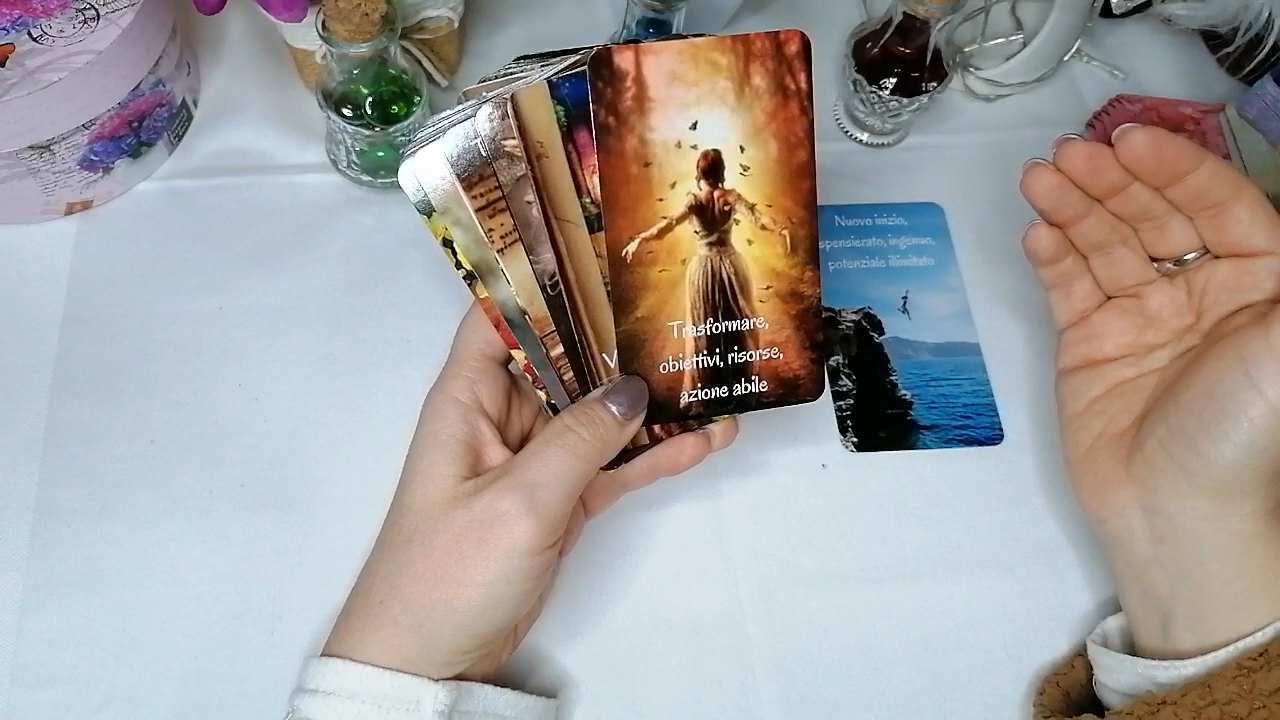 Nuovo inizio,
spensierato, ingenuo,
potenziale illimitato
Trasformare,
obiettivi, risorse,
azione abile
V